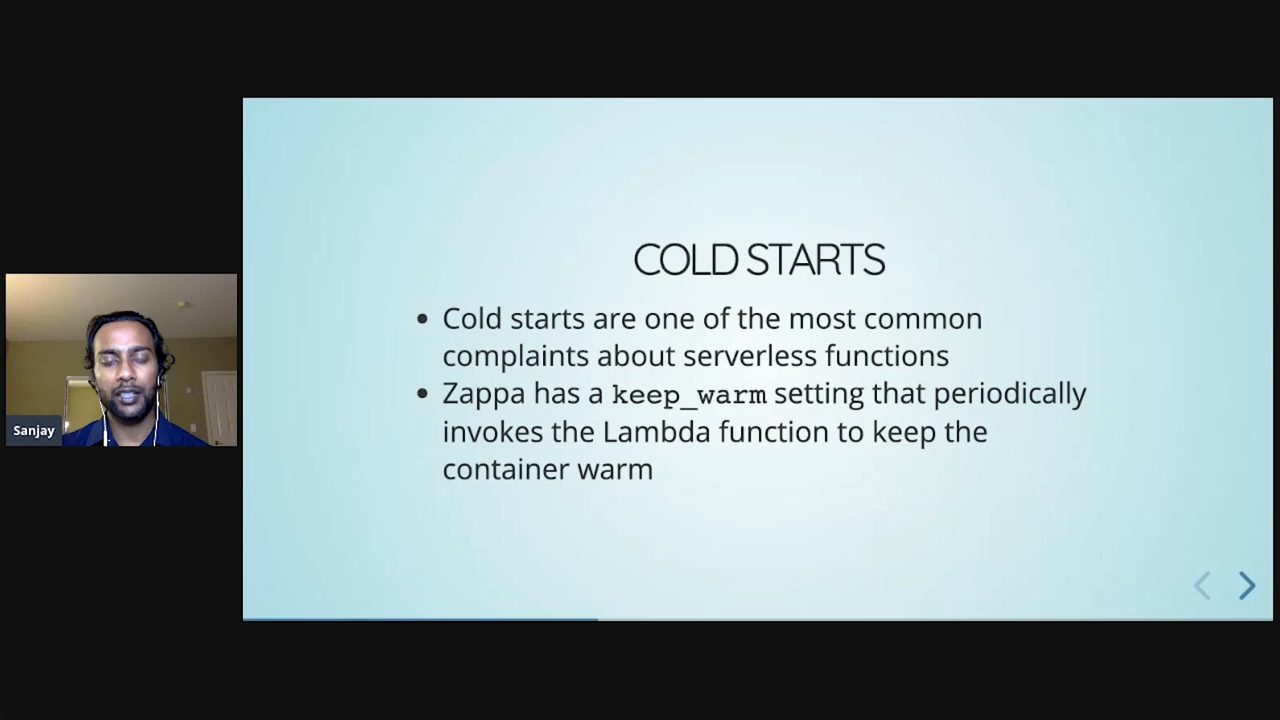 COLD STARTS
• Cold starts are one of the most common
complaints about serverless functions
• Zappa has a keep_warm setting that periodically
invokes the Lambda function to keep the
container warm
Sanjay